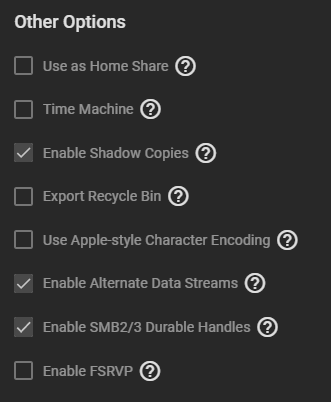 Other Options
Use as Home Share ?
Time Machine ?
Enable Shadow Copies ?
Export Recycle Bin ?
Use Apple-style Character Encoding ?
Enable Alternate Data Streams ?
Enable SMB2/3 Durable Handles ?
Enable FSRVP ?